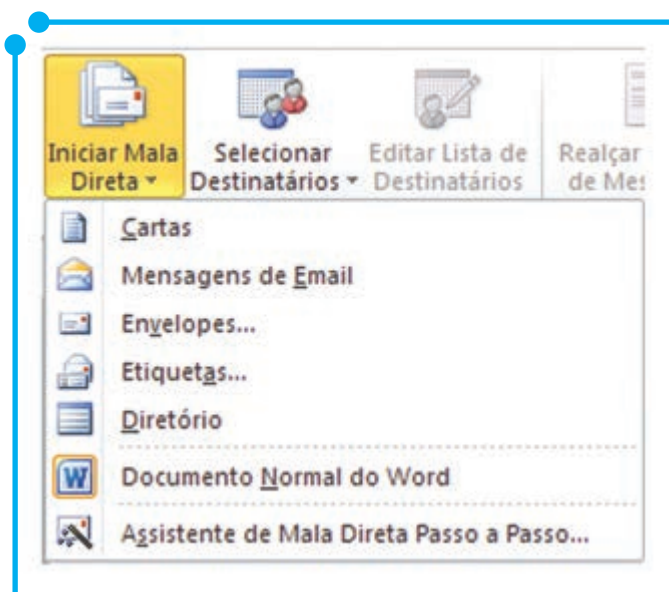 Iniciar Mala Direta
Selecionar Destinatários
Editar Lista de Destinatários
Realçar
de
Cartas
Mensagens de Email
Envelopes...
Etiquetas...
Diretório
Documento Normal do Word
Assistente de Mala Direta Passo a Passo...